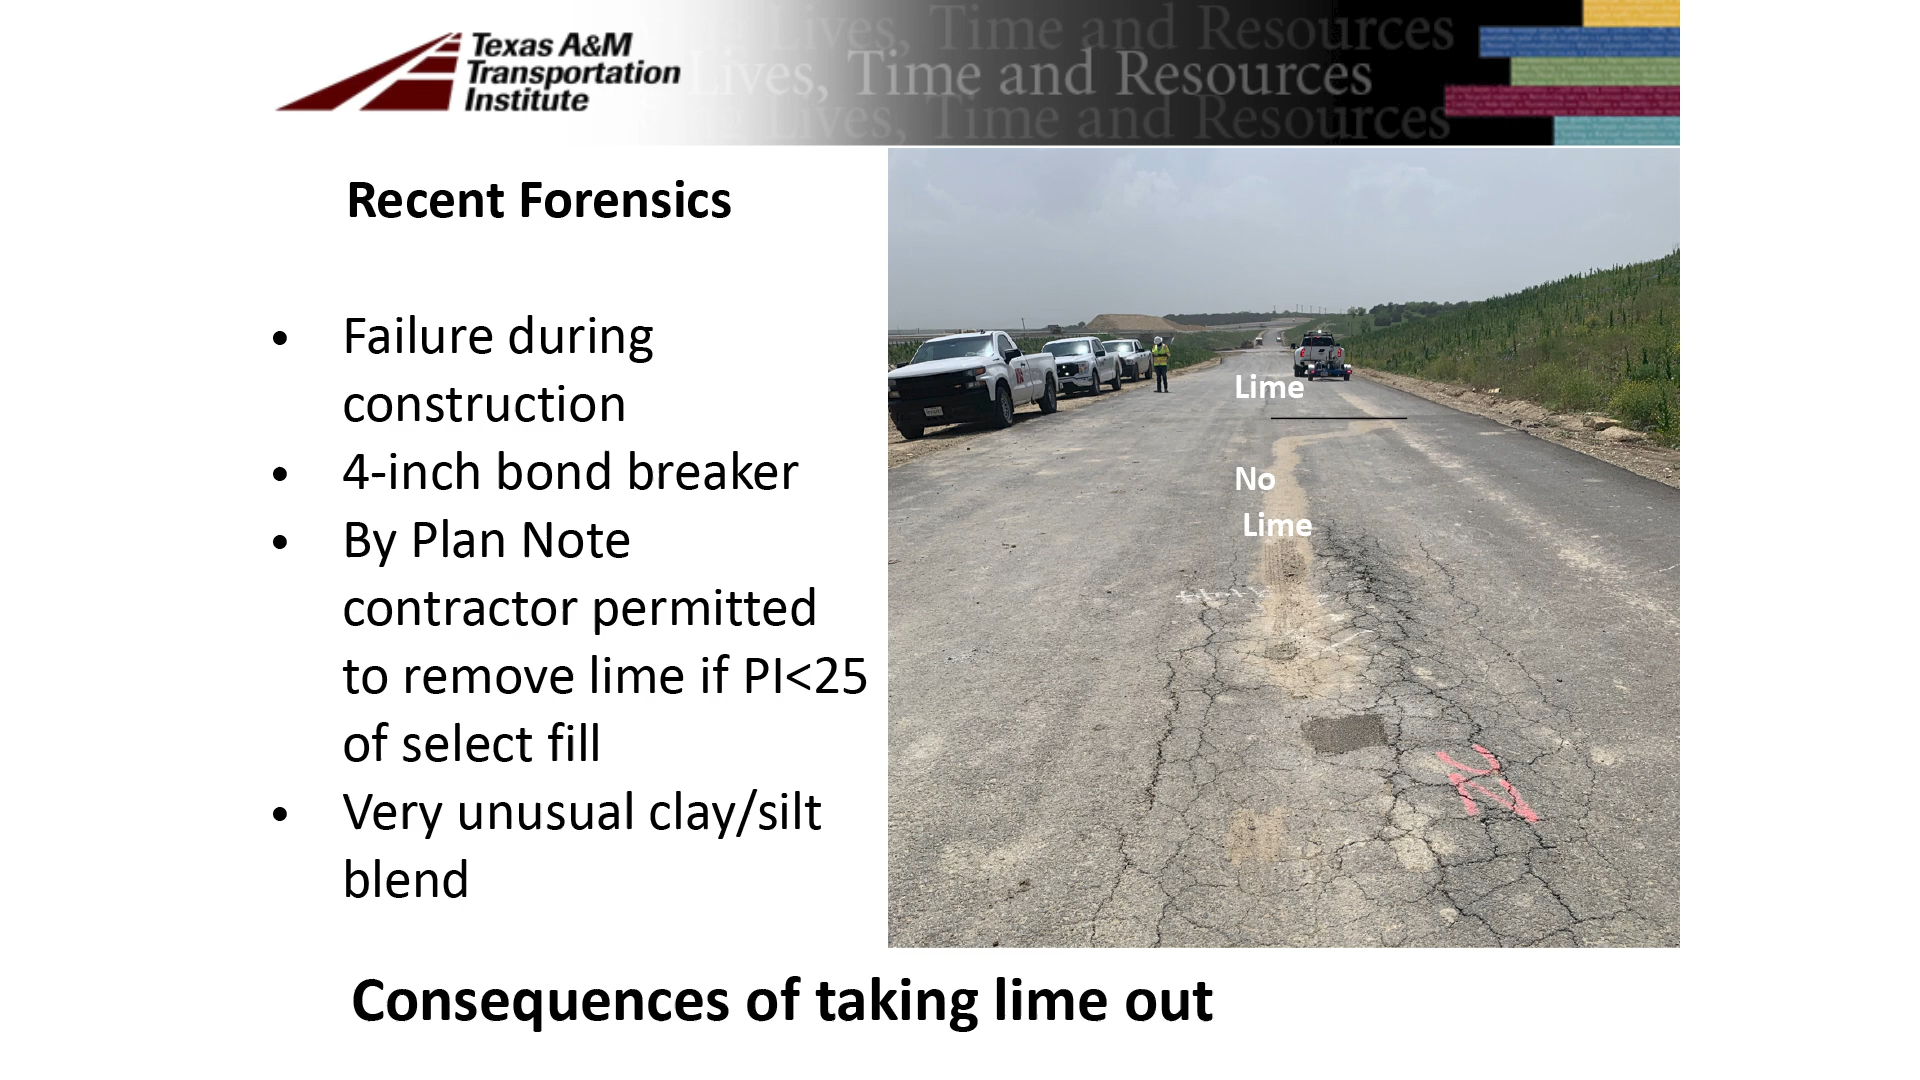 Texas A&M
Transportation
Institute
Lives, Time and Resources
Lives, Time and Resources
Lives, Time and Resources
Recent Forensics
• Failure during
construction
• 4-inch bond breaker
• By Plan Note
contractor permitted
to remove lime if PI<25
of select fill
• Very unusual clay/silt
blend
Lime
No
Lime
Consequences of taking lime out